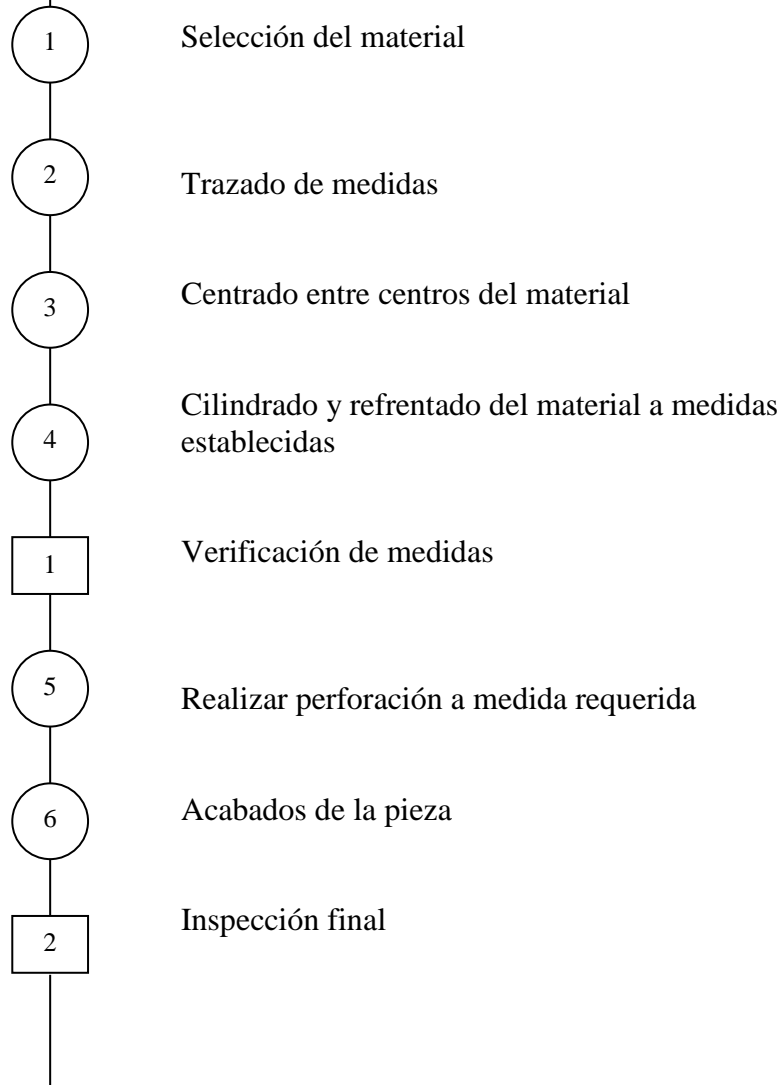 1 Selección del material
2 Trazado de medidas
3 Centrado entre centros del material
4 Cilindrado y refrentado del material a medidas
establecidas
1 Verificación de medidas
5 Realizar perforación a medida requerida
6 Acabados de la pieza
2 Inspección final